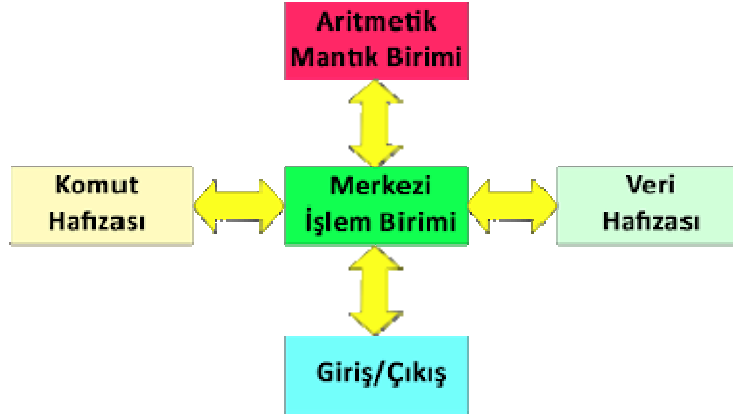 Aritmetik
Mantık Birimi
Komut
Hafızası
Merkezi
İşlem Birimi
Veri
Hafızası
Giriş/Çıkış